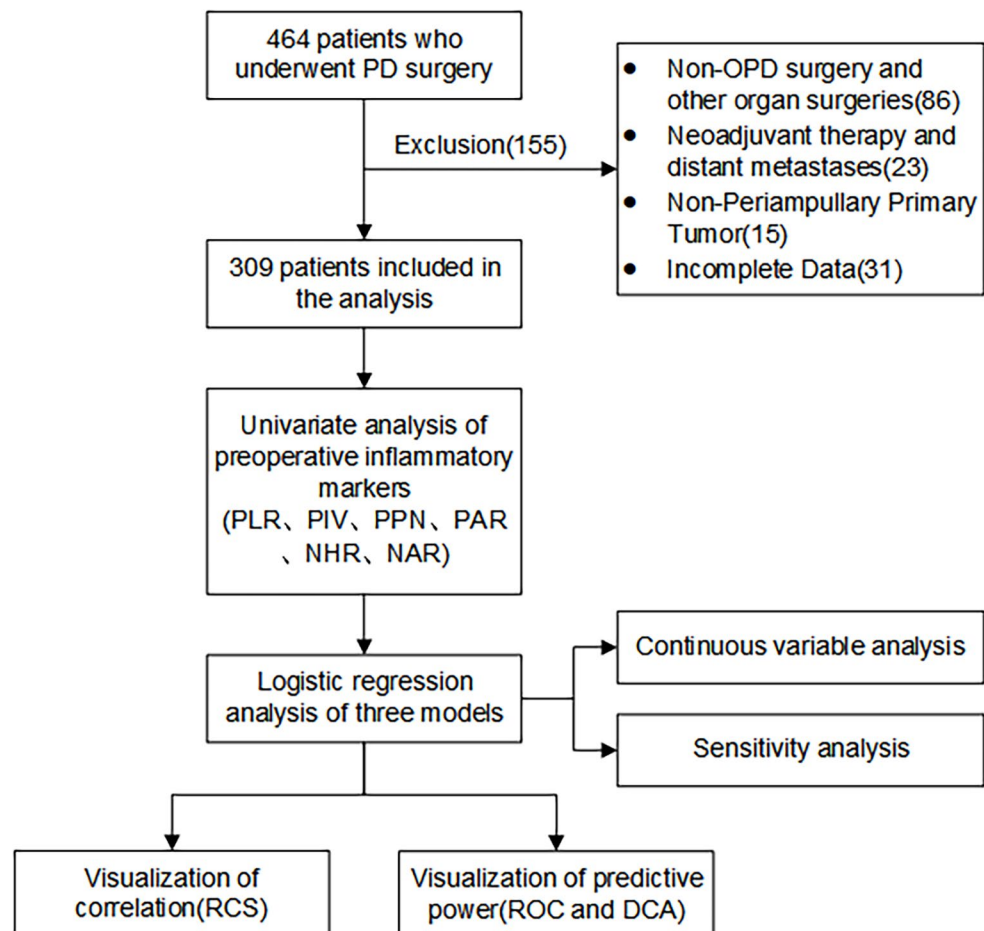 464 patients who
underwent PD surgery
● Non-OPD surgery and
other organ surgeries(86)
● Neoadjuvant therapy and
distant metastases(23)
● Non-Periampullary Primary
Tumor(15)
● Incomplete Data(31)
Exclusion(155)
309 patients included in
the analysis
Univariate analysis of
preoperative inflammatory
markers
(PLR、PIV、PPN、PAR
、NHR、NAR)
Logistic regression
analysis of three models
Continuous variable analysis
Sensitivity analysis
Visualization of
correlation(RCS)
Visualization of predictive
power(ROC and DCA)